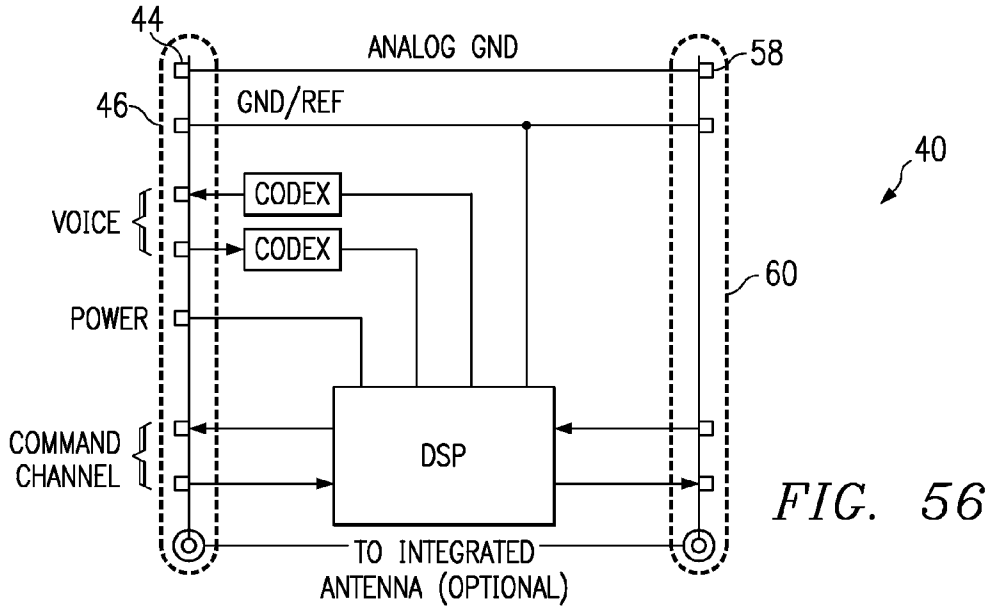 44
ANALOG GND
58
46
GND/REF
40
CODEX
VOICE
CODEX
60
POWER
COMMAND
CHANNEL
DSP
FIG. 56
TO INTEGRATED
ANTENNA (OPTIONAL)